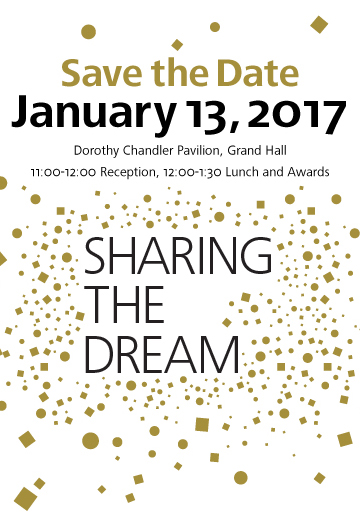 Save the Date
January 13, 2017
Dorothy Chandler Pavilion, Grand Hall
11:00-12:00 Reception, 12:00-1:30 Lunch and Awards
SHARING
THE
DREAM